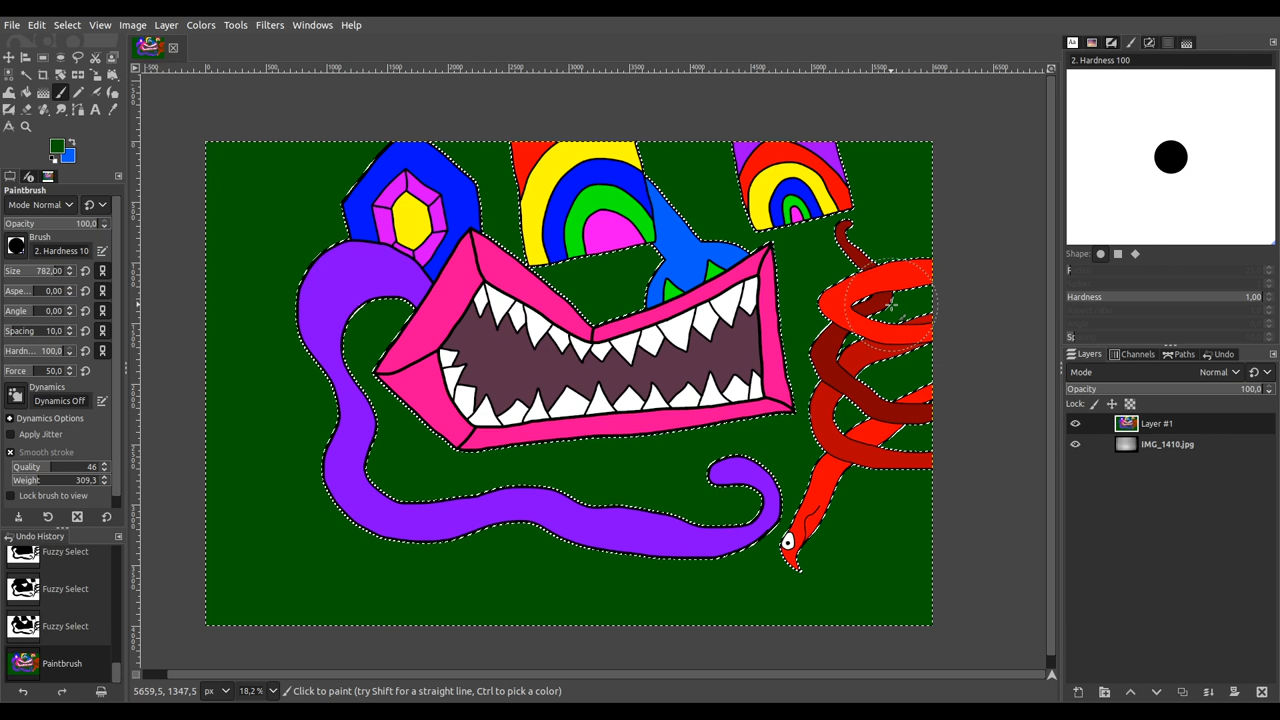 File Edit Select View Image Layer Colors Tools Filters Windows Help
2. Hardness 100
Paintbrush
Mode Normal
Opacity 100,0
Brush
2. Hardness 10
Size 782,00
Aspe... 0,00
Angle 0,00
Spacing 10,0
Hardn... 100,0
Force 50,0
Dynamics
Dynamics Off
Dynamics Options
Apply Jitter
Smooth stroke
Quality 46
Weight 309,3
Lock brush to view
Undo History
Fuzzy Select
Fuzzy Select
Fuzzy Select
Paintbrush
5659,5, 1347,5 px 18,2% Click to paint (try Shift for a straight line, Ctrl to pick a color)
Shape:
Hardness 1,00
Layers Channels Paths Undo
Mode Normal
Opacity 100,0
Lock:
Layer #1
IMG_1410.jpg